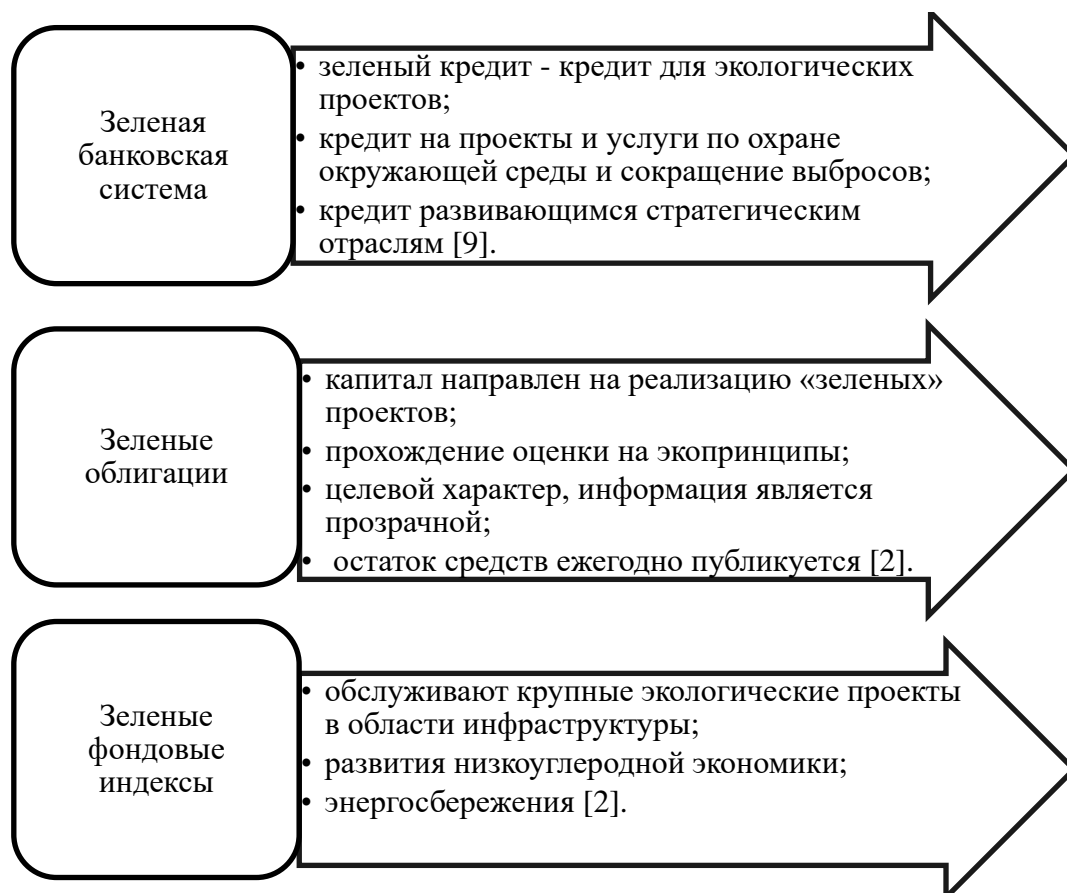 Зеленая
банковская
система
• зеленый кредит - кредит для экологических
проектов;
• кредит на проекты и услуги по охране
окружающей среды и сокращение выбросов;
• кредит развивающимся стратегическим
отраслям [9].
Зеленые
облигации
• капитал направлен на реализацию «зеленых»
проектов;
• прохождение оценки на экопринципы;
• целевой характер, информация является
прозрачной;
• остаток средств ежегодно публикуется [2].
Зеленые
фондовые
индексы
• обслуживают крупные экологические проекты
в области инфраструктуры;
• развития низкоуглеродной экономики;
• энергосбережения [2].